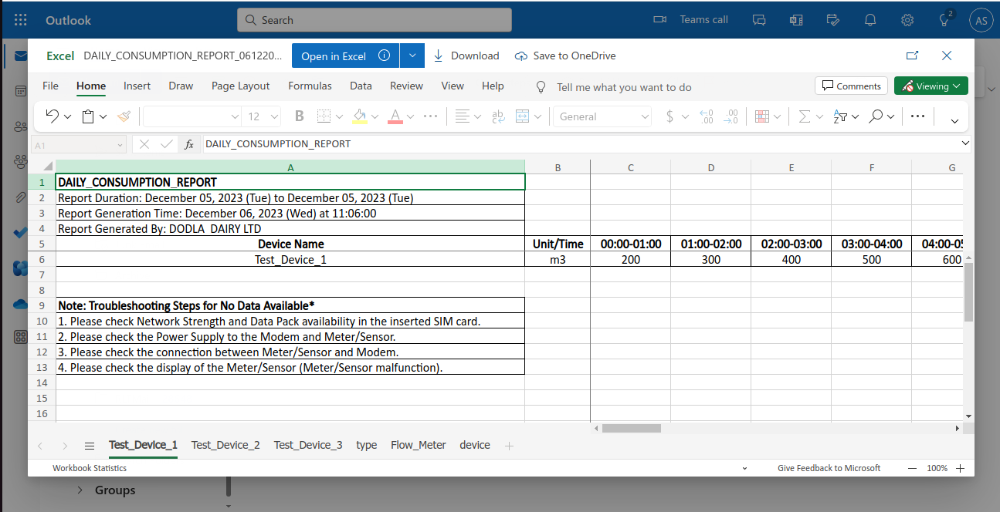 Outlook
Search
Teams call
2
AS
Excel DAILY_CONSUMPTION_REPORT_061220... Open in Excel Download Save to OneDrive
File Home Insert Draw Page Layout Formulas Data Review View Help Tell me what you want to do Comments Viewing
12 B A ab General $ .00 .00 Σ
A1 fx DAILY_CONSUMPTION_REPORT
A B C D E F G
1 DAILY_CONSUMPTION_REPORT
2 Report Duration: December 05, 2023 (Tue) to December 05, 2023 (Tue)
3 Report Generation Time: December 06, 2023 (Wed) at 11:06:00
4 Report Generated By: DODLA DAIRY LTD
5 Device Name Unit/Time 00:00-01:00 01:00-02:00 02:00-03:00 03:00-04:00 04:00-05
6 Test_Device_1 m3 200 300 400 500 600
7
8
9 Note: Troubleshooting Steps for No Data Available*
10 1. Please check Network Strength and Data Pack availability in the inserted SIM card.
11 2. Please check the Power Supply to the Modem and Meter/Sensor.
12 3. Please check the connection between Meter/Sensor and Modem.
13 4. Please check the display of the Meter/Sensor (Meter/Sensor malfunction).
14
15
16
Test_Device_1 Test_Device_2 Test_Device_3 type Flow_Meter device
Workbook Statistics Give Feedback to Microsoft 100%
Groups